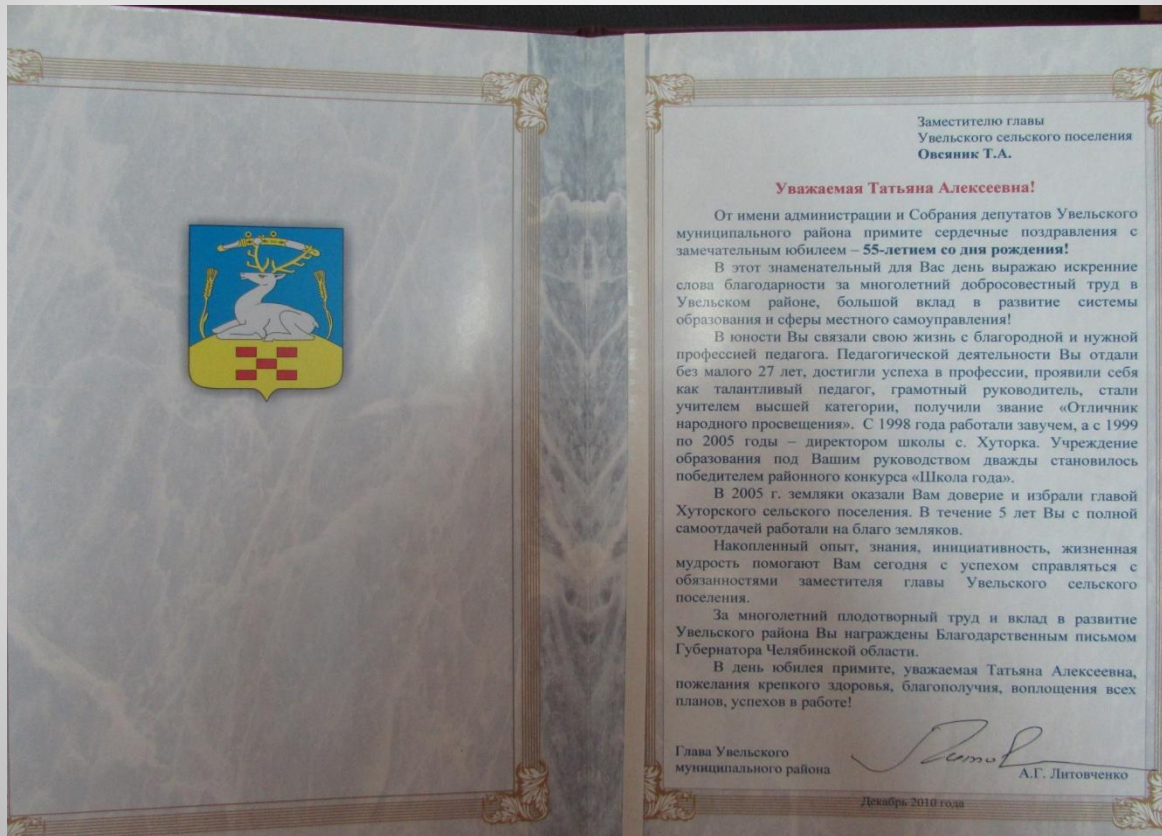 Заместителю главы
Увельского сельского поселения
Овсяник Т.А.
Уважаемая Татьяна Алексеевна!
От имени администрации и Собрания депутатов Увельского
муниципального района примите сердечные поздравления с
замечательным юбилеем – 55-летием со дня рождения!
В этот знаменательный для Вас день выражаю искренние
слова благодарности за многолетний добросовестный труд в
Увельском районе, большой вклад в развитие системы
образования и сферы местного самоуправления!
В юности Вы связали свою жизнь с благородной и нужной
профессией педагога. Педагогической деятельности Вы отдали
без малого 27 лет, достигли успеха в профессии, проявили себя
как талантливый педагог, грамотный руководитель, стали
учителем высшей категории, получили звание «Отличник
народного просвещения». С 1998 года работали завучем, а с 1999
по 2005 годы – директором школы с. Хуторка. Учреждение
образования под Вашим руководством дважды становилось
победителем районного конкурса «Школа года».
В 2005 г. земляки оказали Вам доверие и избрали главой
Хуторского сельского поселения. В течение 5 лет Вы с полной
самоотдачей работали на благо земляков.
Накопленный опыт, знания, инициативность, жизненная
мудрость помогают Вам сегодня с успехом справляться с
обязанностями заместителя главы Увельского сельского
поселения.
За многолетний плодотворный труд и вклад в развитие
Увельского района Вы награждены Благодарственным письмом
Губернатора Челябинской области.
В день юбилея примите, уважаемая Татьяна Алексеевна,
пожелания крепкого здоровья, благополучия, воплощения всех
планов, успехов в работе!
Глава Увельского
муниципального района
А.Г. Литовченко
Декабрь 2010 года